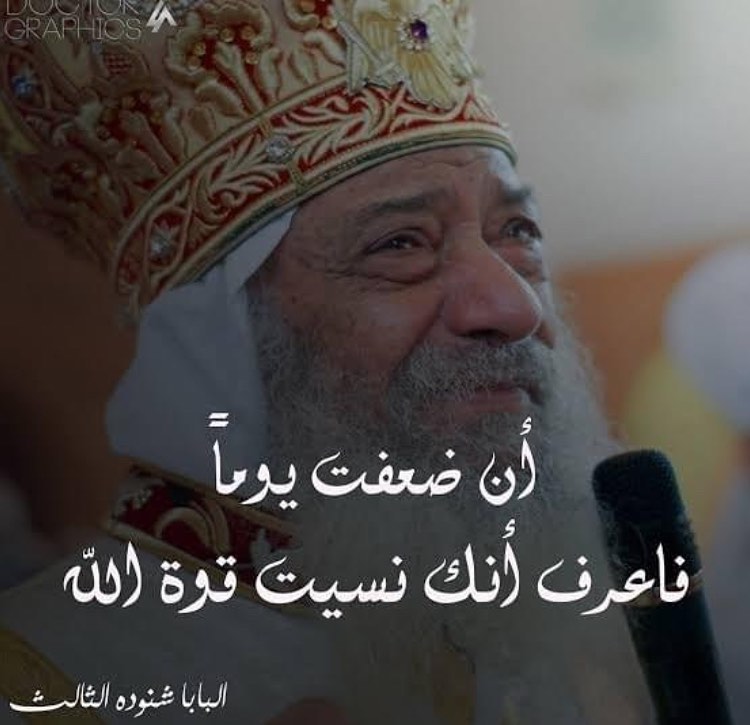 DOCTOR
GRAPHICS
أن ضعفت يوماً
فاعرف أنك نسيت قوة الله
البابا شنوده الثالث